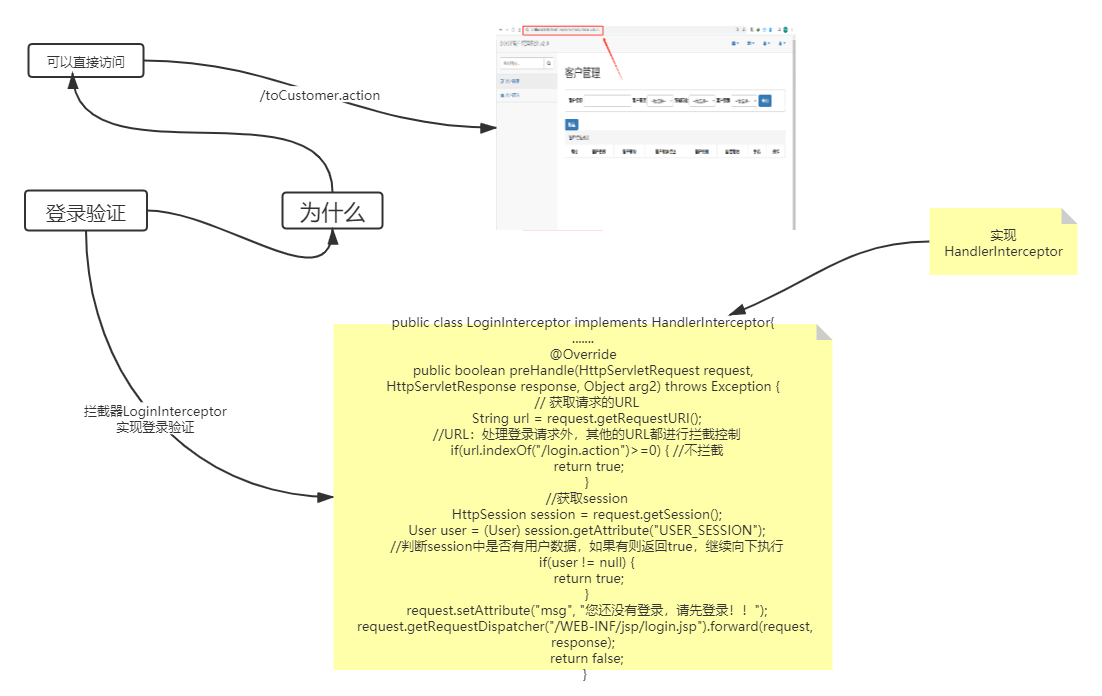 可以直接访问
/toCustomer.action
客户管理
登录验证
为什么
实现
HandlerInterceptor
拦截器LoginInterceptor
实现登录验证
public class LoginInterceptor implements HandlerInterceptor{
.......
@Override
public boolean preHandle(HttpServletRequest request,
HttpServletResponse response, Object arg2) throws Exception {
// 获取请求的URL
String url = request.getRequestURI();
//URL：处理登录请求外，其他的URL都进行拦截控制
if(url.indexOf("/login.action")>=0) { //不拦截
return true;
}
//获取session
HttpSession session = request.getSession();
User user = (User) session.getAttribute("USER_SESSION");
//判断session中是否有用户数据，如果有则返回true，继续向下执行
if(user != null) {
return true;
}
request.setAttribute("msg", "您还没有登录，请先登录！！");
request.getRequestDispatcher("/WEB-INF/jsp/login.jsp").forward(request,
response);
return false;
}